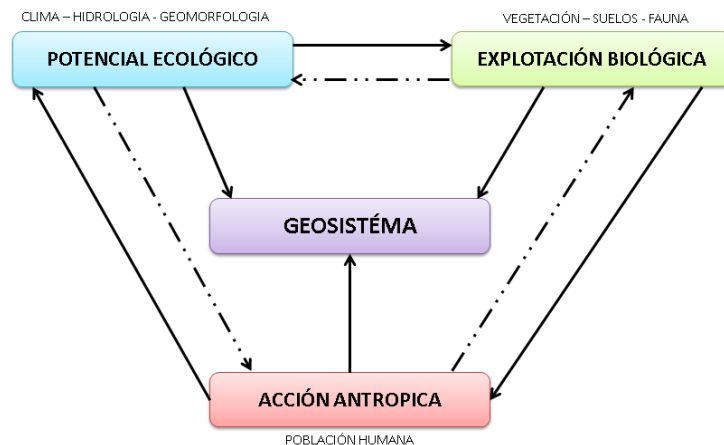 CLIMA – HIDROLOGIA - GEOMORFOLOGIA
VEGETACIÓN – SUELOS - FAUNA
POTENCIAL ECOLÓGICO
EXPLOTACIÓN BIOLÓGICA
GEOSISTÉMA
ACCIÓN ANTROPICA
POBLACIÓN HUMANA